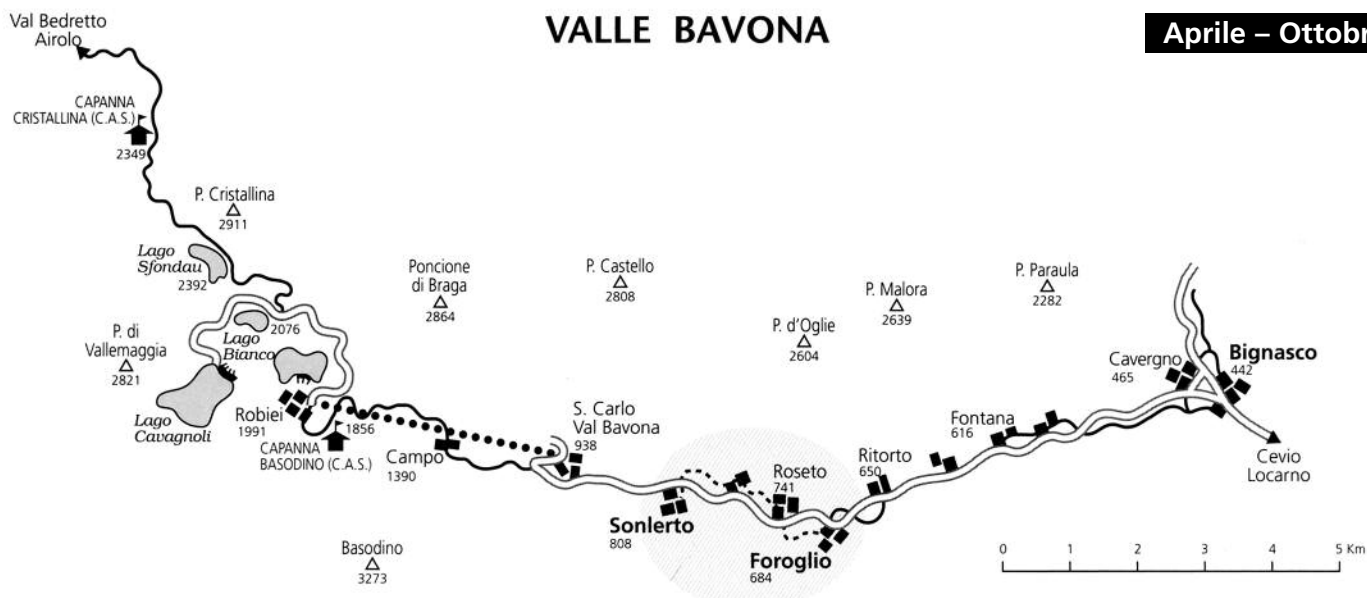 VALLE BAVONA
Aprile – Ottobr
Val Bedretto
Airolo
CAPANNA
CRISTALLINA (C.A.S.)
2349
P. Cristallina
2911
Lago
Sfondau
2392
Poncione
di Braga
2864
P. Castello
2808
P. d'Oglie
2604
P. Malora
2639
P. Paraula
2282
P. di
Vallemaggia
2821
2076
Lago
Bianco
Lago
Cavagnoli
Robiei
1991
1856
CAPANNA
BASODINO (C.A.S.)
Campo
1390
S. Carlo
Val Bavona
938
Basodino
3273
Sonlerto
808
Roseto
741
Foroglio
684
Ritorto
650
Fontana
616
Cavergno
465
Bignasco
442
Cevio
Locarno
0 1 2 3 4 5 Km